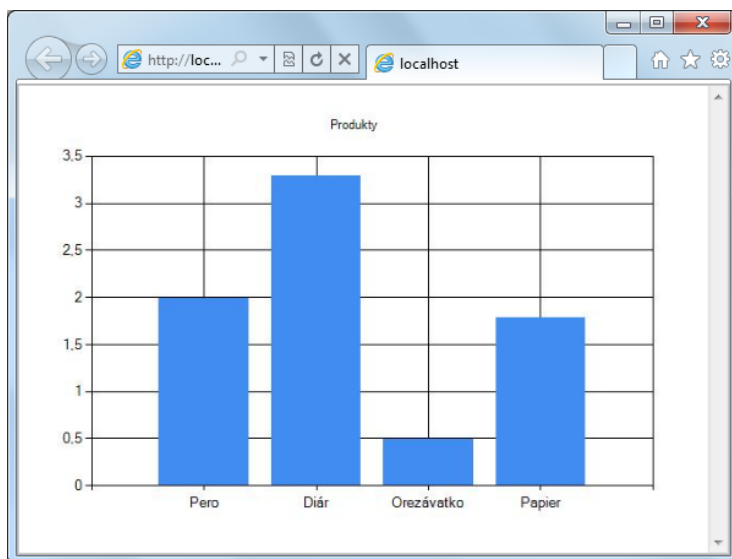 http://loc...
localhost
Produkty
3,5
3
2,5
2
1,5
1
0,5
0
Pero Diár Orezávatko Papier